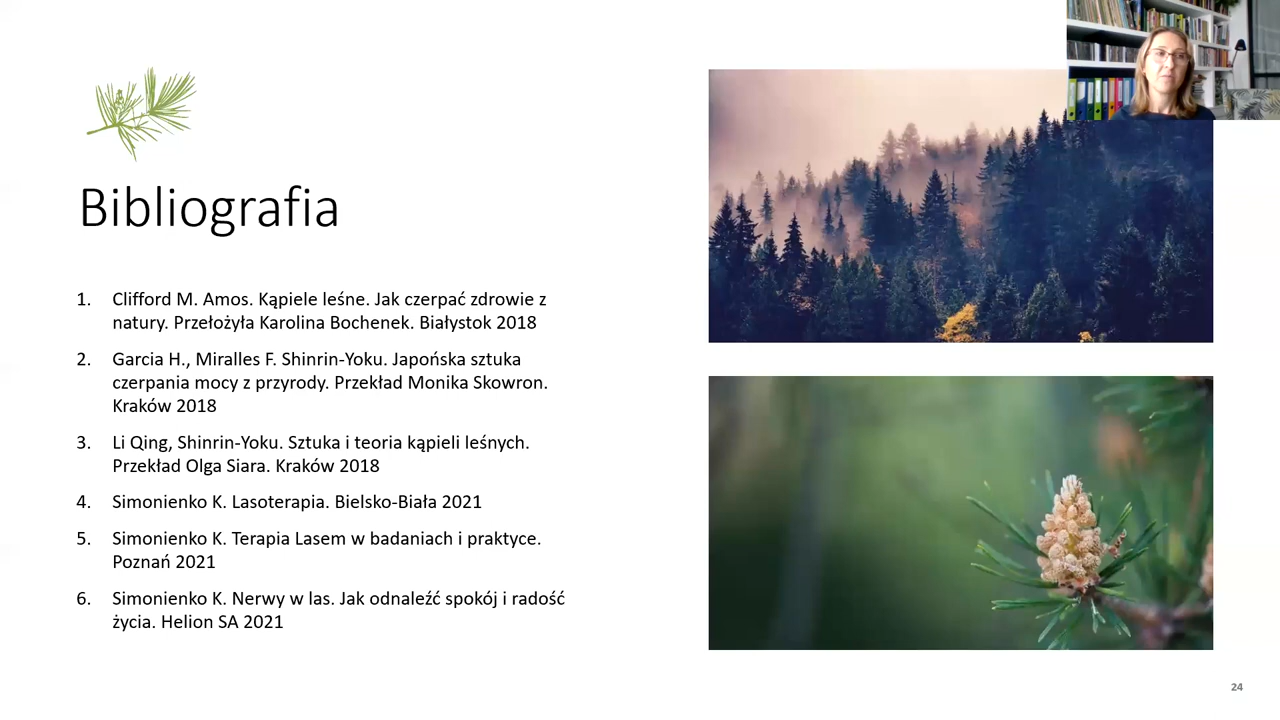 Bibliografia
1. Clifford M. Amos. Kąpiele leśne. Jak czerpać zdrowie z
natury. Przełożyła Karolina Bochenek. Białystok 2018
2. Garcia H., Miralles F. Shinrin-Yoku. Japońska sztuka
czerpania mocy z przyrody. Przekład Monika Skowron.
Kraków 2018
3. Li Qing, Shinrin-Yoku. Sztuka i teoria kąpieli leśnych.
Przekład Olga Siara. Kraków 2018
4. Simonienko K. Lasoterapia. Bielsko-Biała 2021
5. Simonienko K. Terapia Lasem w badaniach i praktyce.
Poznań 2021
6. Simonienko K. Nerwy w las. Jak odnaleźć spokój i radość
życia. Helion SA 2021
24